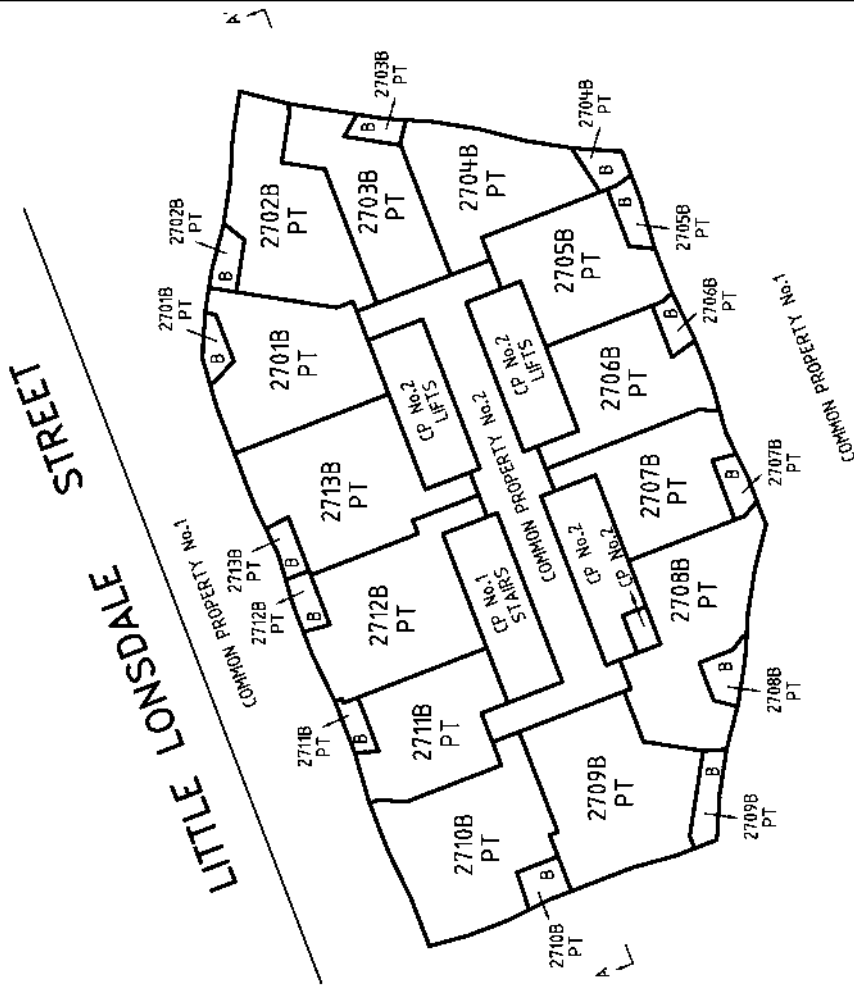 A'
2703B
PT
B
2704B
PT
B
2702B
PT
B
2702B
PT
2703B
PT
2704B
PT
2705B
PT
B
2705B
PT
2701B
PT
B
2701B
PT
CP No.2
LIFTS
CP No.2
LIFTS
2706B
PT
B
2706B
PT
COMMON PROPERTY No.1
STREET
LITTLE LONSDALE
COMMON PROPERTY No.1
2713B
PT
B
2713B
PT
COMMON PROPERTY No.2
2707B
PT
B
2707B
PT
2712B
PT
B
2712B
PT
CP No.1
STAIRS
CP No.2
CP No.2
2708B
PT
B
2708B
PT
2711B
PT
B
2711B
PT
2710B
PT
B
2710B
PT
2709B
PT
B
2709B
PT
A